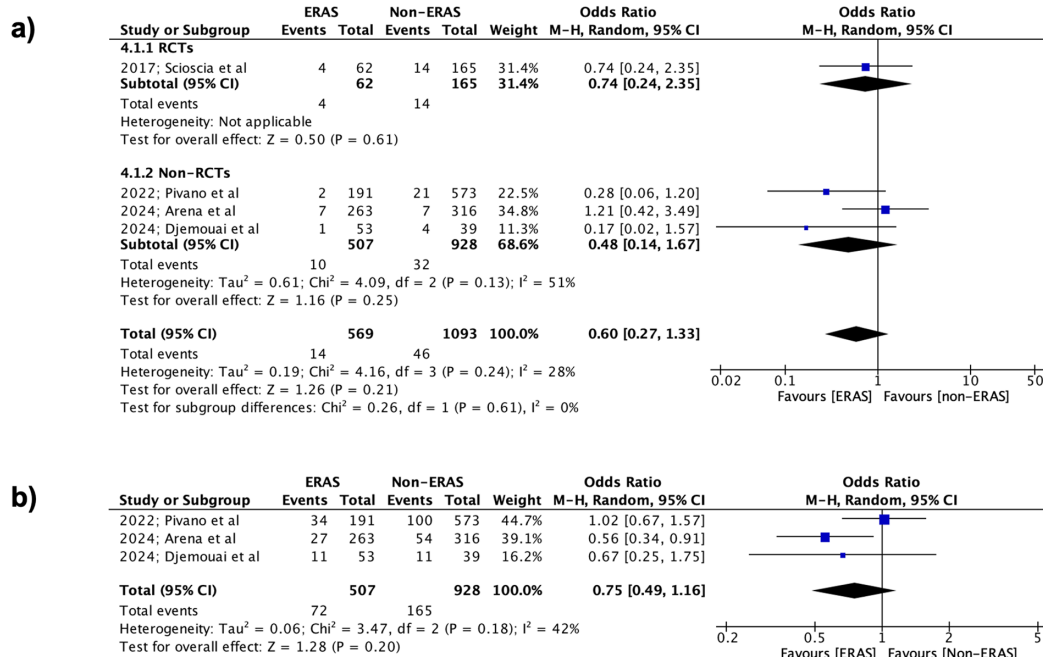 a)
ERAS Non-ERAS Odds Ratio Odds Ratio
Study or Subgroup Events Total Events Total Weight M-H, Random, 95% CI M-H, Random, 95% CI
4.1.1 RCTs
2017; Scioscia et al 4 62 14 165 31.4% 0.74 [0.24, 2.35]
Subtotal (95% CI) 62 165 31.4% 0.74 [0.24, 2.35]
Total events 4 14
Heterogeneity: Not applicable
Test for overall effect: Z = 0.50 (P = 0.61)
4.1.2 Non-RCTs
2022; Pivano et al 2 191 21 573 22.5% 0.28 [0.06, 1.20]
2024; Arena et al 7 263 7 316 34.8% 1.21 [0.42, 3.49]
2024; Djemouai et al 1 53 4 39 11.3% 0.17 [0.02, 1.57]
Subtotal (95% CI) 507 928 68.6% 0.48 [0.14, 1.67]
Total events 10 32
Heterogeneity: Tau² = 0.61; Chi² = 4.09, df = 2 (P = 0.13); I² = 51%
Test for overall effect: Z = 1.16 (P = 0.25)
Total (95% CI) 569 1093 100.0% 0.60 [0.27, 1.33]
Total events 14 46
Heterogeneity: Tau² = 0.19; Chi² = 4.16, df = 3 (P = 0.24); I² = 28%
Test for overall effect: Z = 1.26 (P = 0.21)
Test for subgroup differences: Chi² = 0.26, df = 1 (P = 0.61), I² = 0%
0.02 0.1 1 10 50
Favours [ERAS] Favours [non-ERAS]
b)
ERAS Non-ERAS Odds Ratio Odds Ratio
Study or Subgroup Events Total Events Total Weight M-H, Random, 95% CI M-H, Random, 95% CI
2022; Pivano et al 34 191 100 573 44.7% 1.02 [0.67, 1.57]
2024; Arena et al 27 263 54 316 39.1% 0.56 [0.34, 0.91]
2024; Djemouai et al 11 53 11 39 16.2% 0.67 [0.25, 1.75]
Total (95% CI) 507 928 100.0% 0.75 [0.49, 1.16]
Total events 72 165
Heterogeneity: Tau² = 0.06; Chi² = 3.47, df = 2 (P = 0.18); I² = 42%
Test for overall effect: Z = 1.28 (P = 0.20)
0.2 0.5 1 2 5
Favours [ERAS] Favours [Non-ERAS]